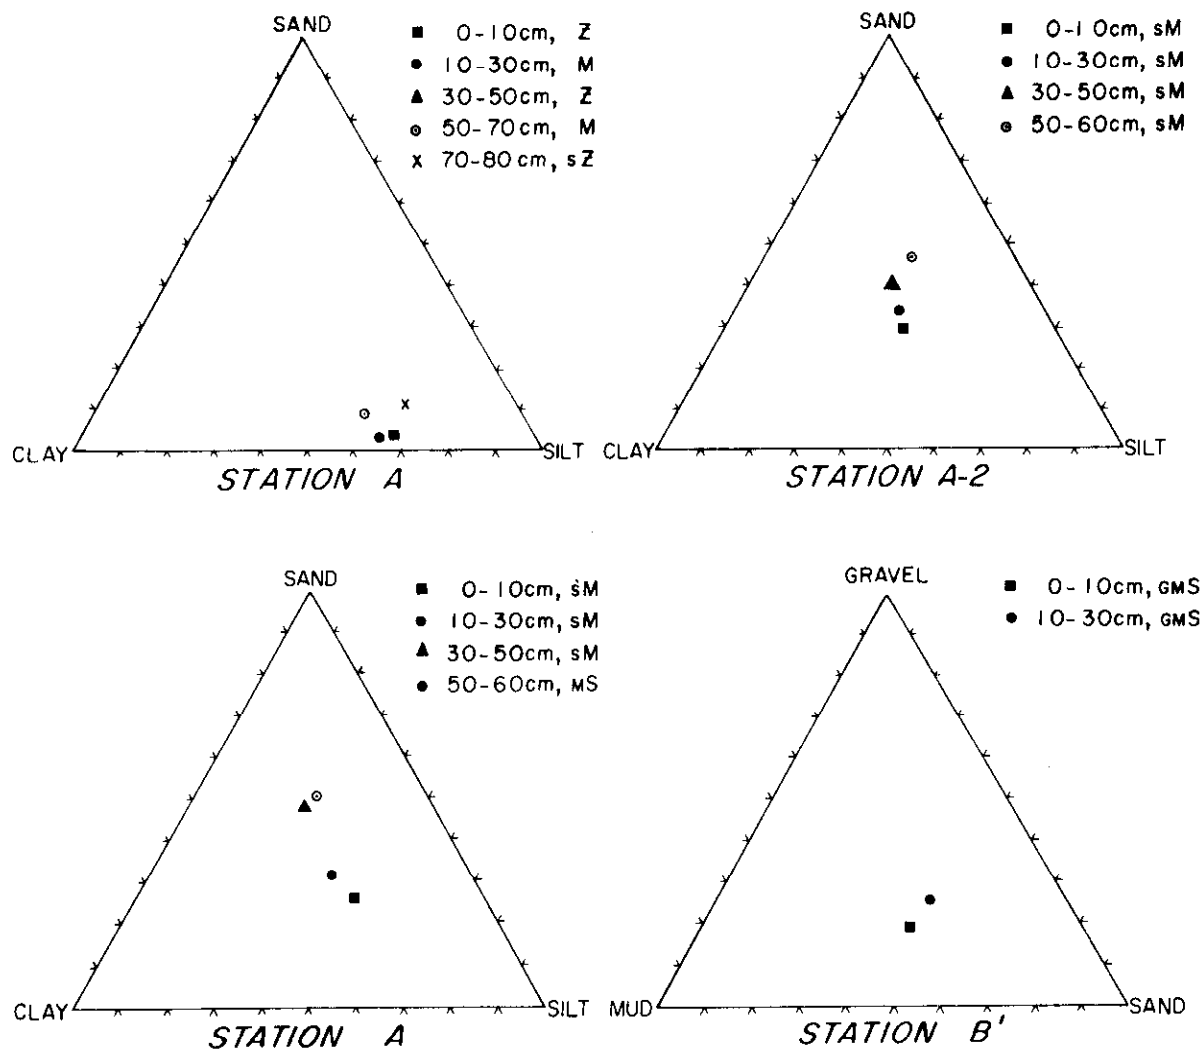 SAND
0-10cm, Z
10-30cm, M
30-50cm, Z
50-70cm, M
70-80cm, sZ
CLAY
SILT
STATION A
SAND
0-10cm, sM
10-30cm, sM
30-50cm, sM
50-60cm, sM
CLAY
SILT
STATION A-2
SAND
0-10cm, sM
10-30cm, sM
30-50cm, sM
50-60cm, MS
CLAY
SILT
STATION A
GRAVEL
0-10cm, GMS
10-30cm, GMS
MUD
SAND
STATION B'